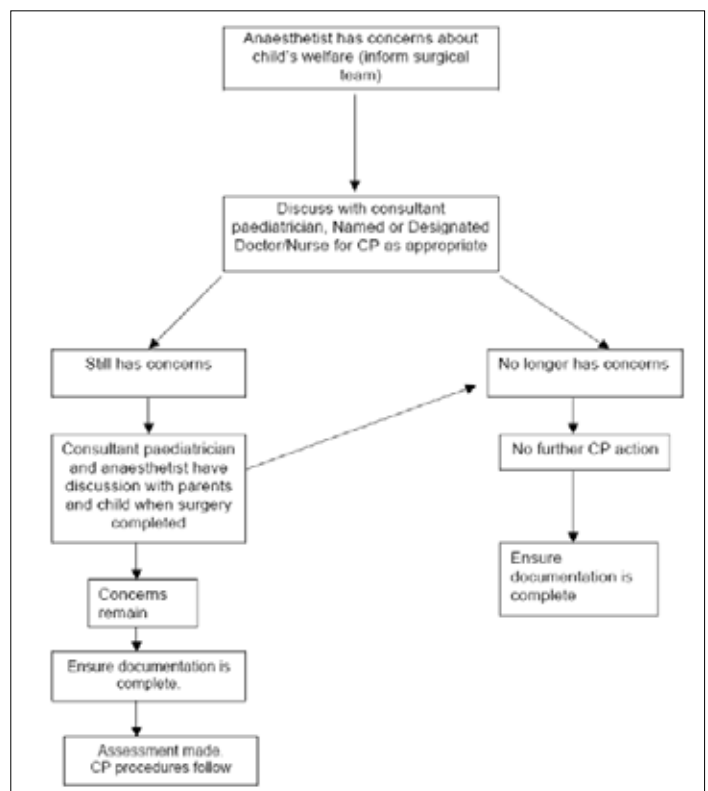 Anaesthetist has concerns about
child's welfare (inform surgical
team)
Discuss with consultant
paediatrician, Named or Designated
Doctor/Nurse for CP as appropriate
Still has concerns
No longer has concerns
Consultant paediatrician
and anaesthetist have
discussion with parents
and child when surgery
completed
No further CP action
Concerns
remain
Ensure
documentation is
complete
Ensure documentation is
complete.
Assessment made.
CP procedures follow